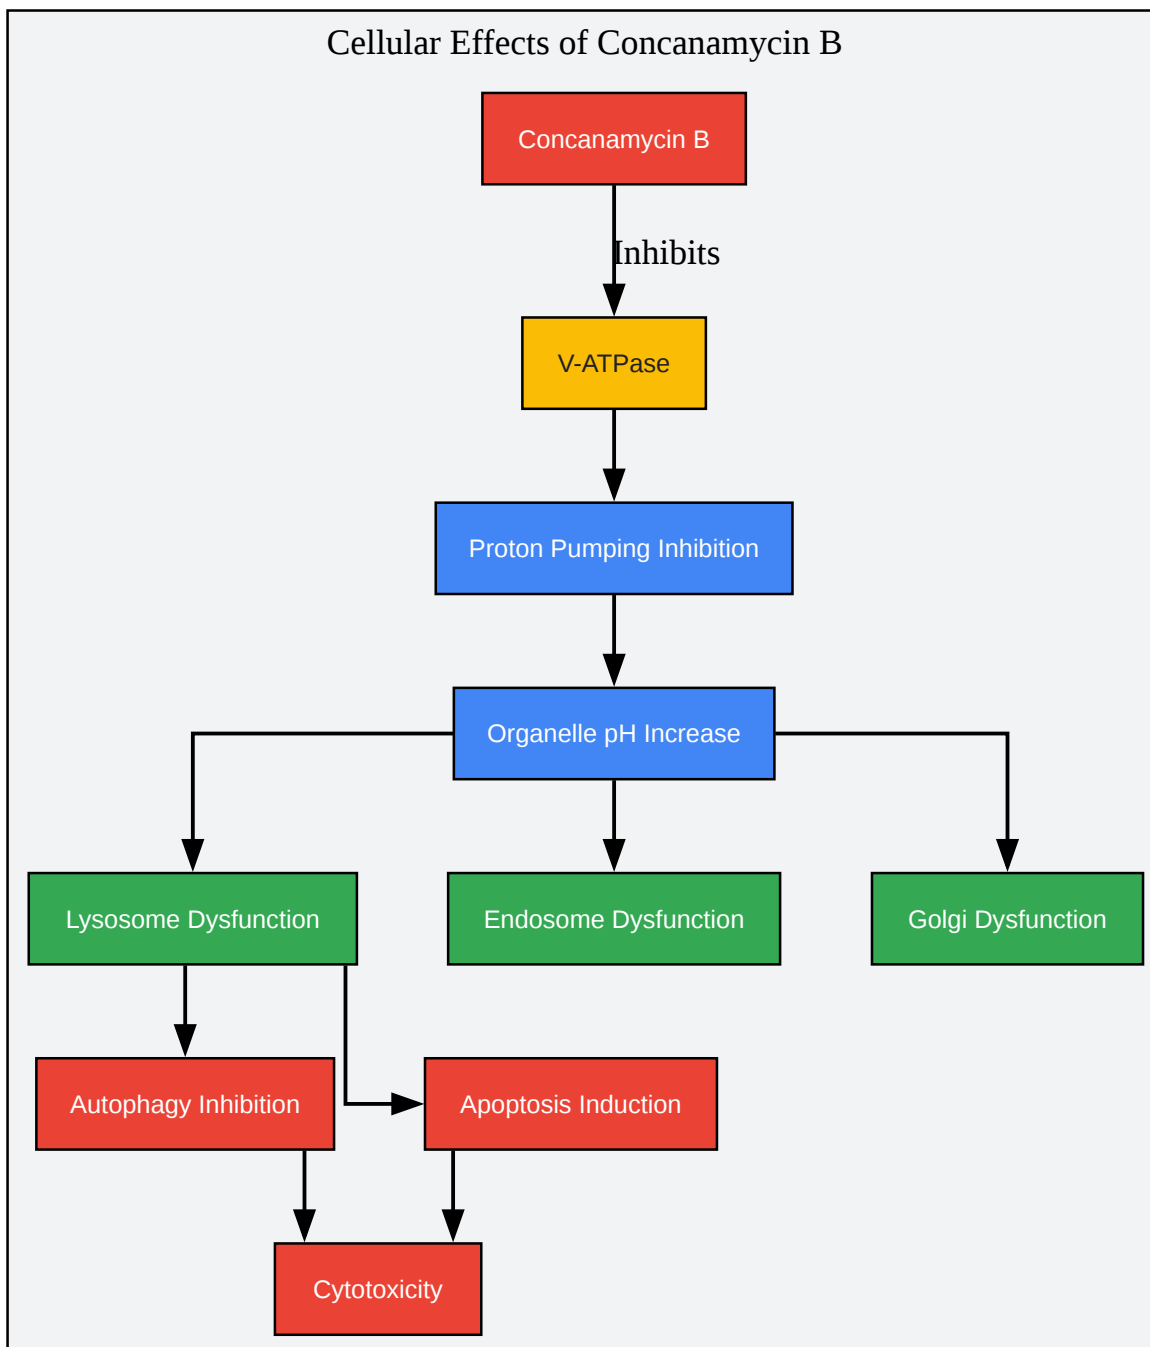 Cellular Effects of Concanamycin B
Concanamycin B
Inhibits
V-ATPase
Proton Pumping Inhibition
Organelle pH Increase
Lysosome Dysfunction
Endosome Dysfunction
Golgi Dysfunction
Autophagy Inhibition
Apoptosis Induction
Cytotoxicity